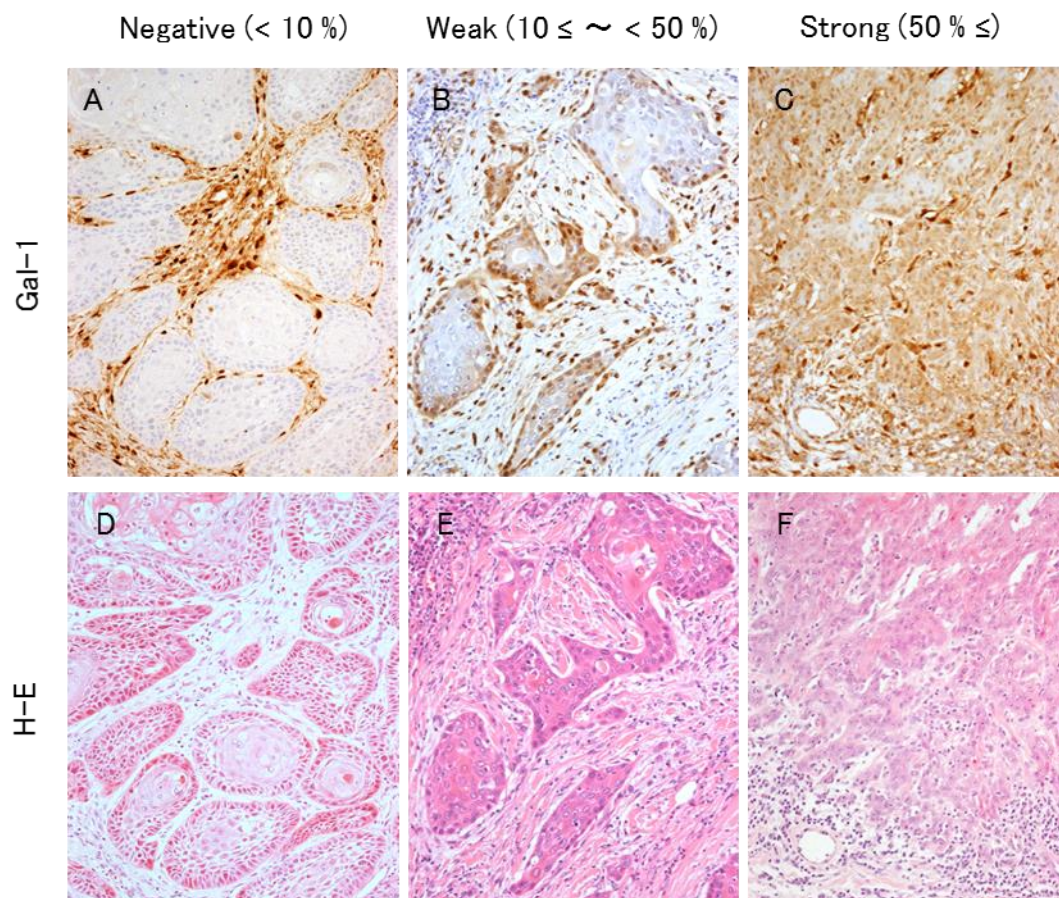 Negative (< 10 %)
Weak (10 ≤ ~ < 50 %)
Strong (50 % ≤)
Gal-1
A
B
C
H-E
D
E
F